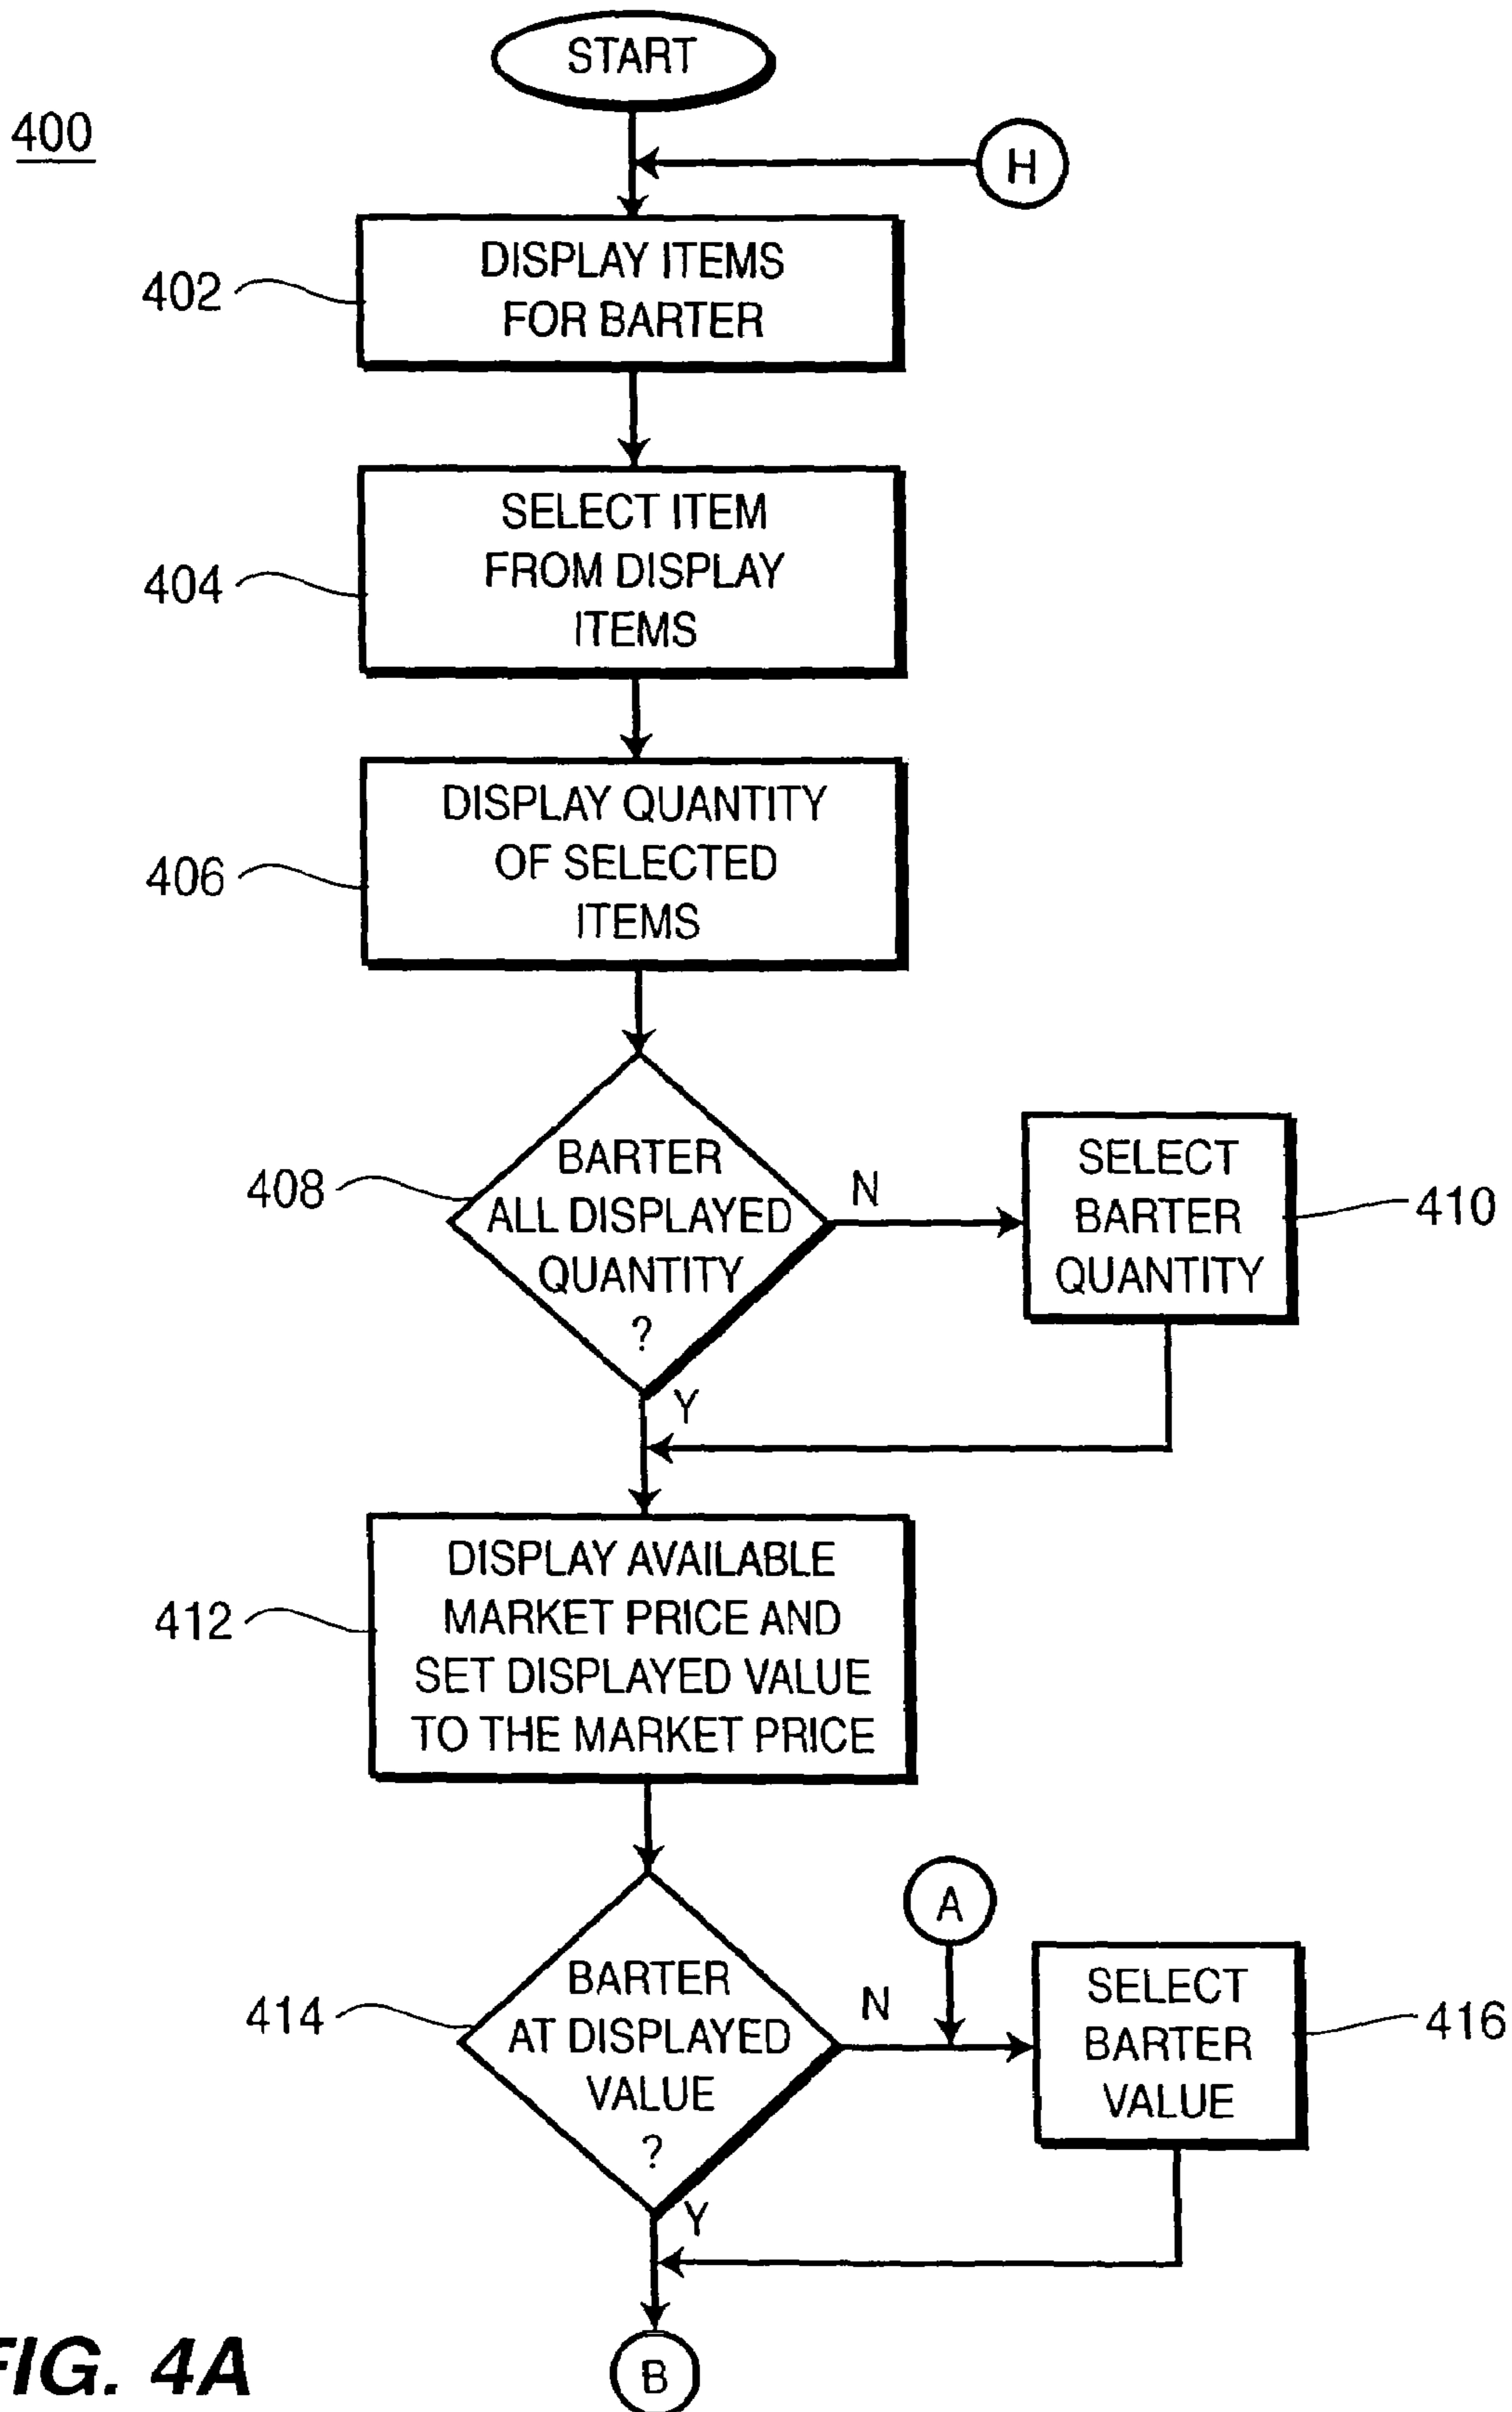 START
400
H
DISPLAY ITEMS
FOR BARTER
402
SELECT ITEM
FROM DISPLAY
ITEMS
404
DISPLAY QUANTITY
OF SELECTED
ITEMS
406
BARTER
ALL DISPLAYED
QUANTITY
?
408
N
SELECT
BARTER
QUANTITY
410
Y
DISPLAY AVAILABLE
MARKET PRICE AND
SET DISPLAYED VALUE
TO THE MARKET PRICE
412
A
BARTER
AT DISPLAYED
VALUE
?
414
N
SELECT
BARTER
VALUE
416
Y
B
FIG. 4A